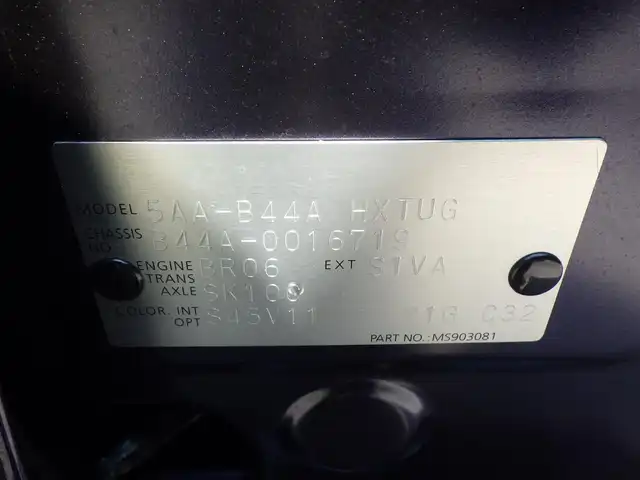 MODEL 5AA-B44A HXTUG
CHASSIS NO. B44A-0016719
ENGINE BR06 EXT S1VA
TRANS AXLE SK100
COLOR. INT OPT S45V11 21G C32
PART NO.:MS903081